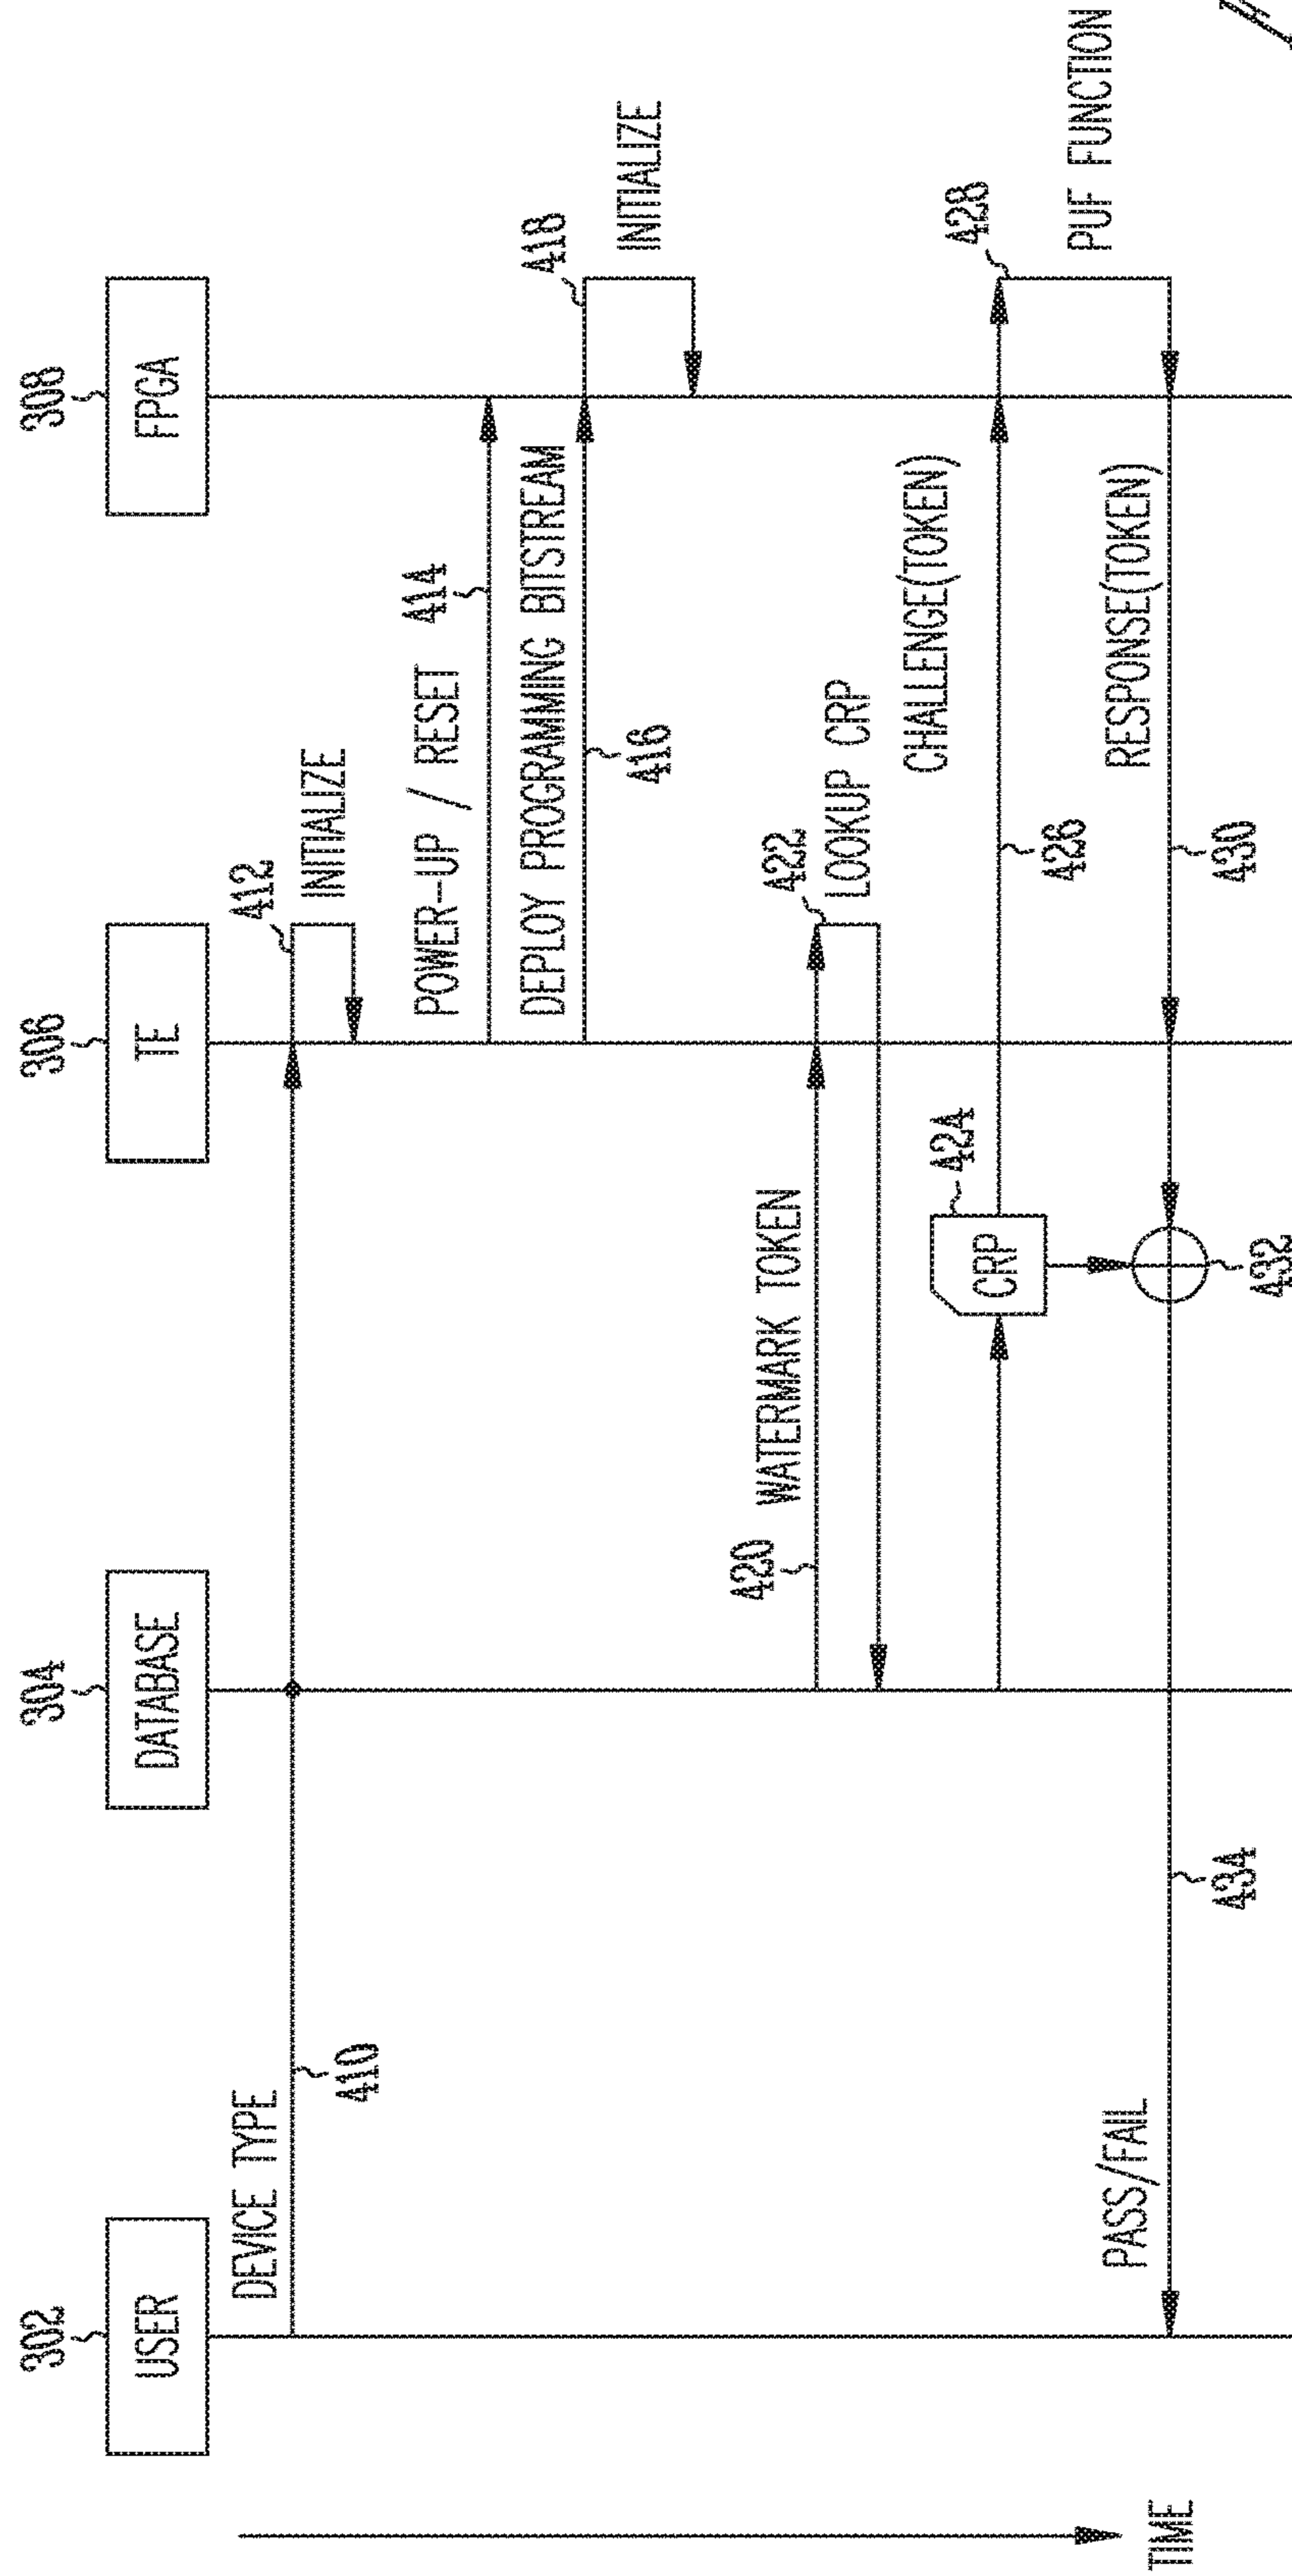 302
USER
304
DATABASE
306
TE
308
FPGA
DEVICE TYPE
410
412
INITIALIZE
POWER-UP / RESET
414
DEPLOY PROGRAMMING BITSTREAM
416
418
INITIALIZE
420
WATERMARK TOKEN
422
LOOKUP CRP
424
CRP
CHALLENGE(TOKEN)
426
428
PUF FUNCTION
RESPONSE(TOKEN)
430
432
PASS/FAIL
434
TIME